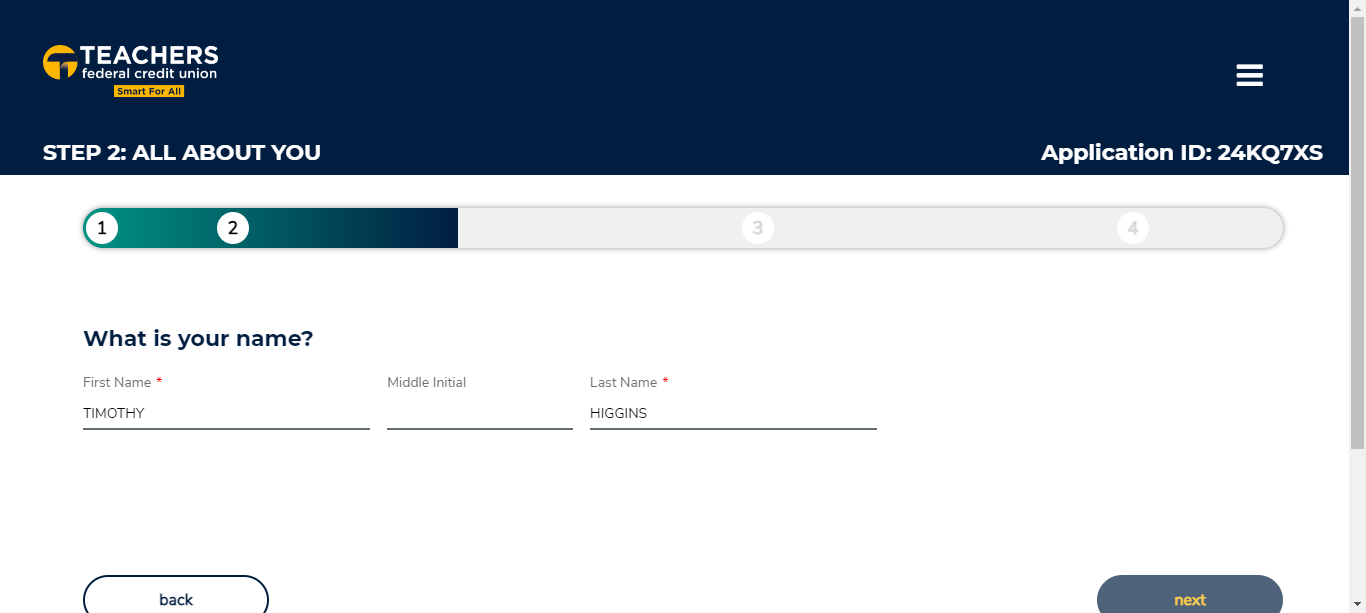 TEACHERS
federal credit union
Smart For All
STEP 2: ALL ABOUT YOU
Application ID: 24KQ7XS
1
2
3
4
What is your name?
First Name *
Middle Initial
Last Name *
TIMOTHY
HIGGINS
back
next